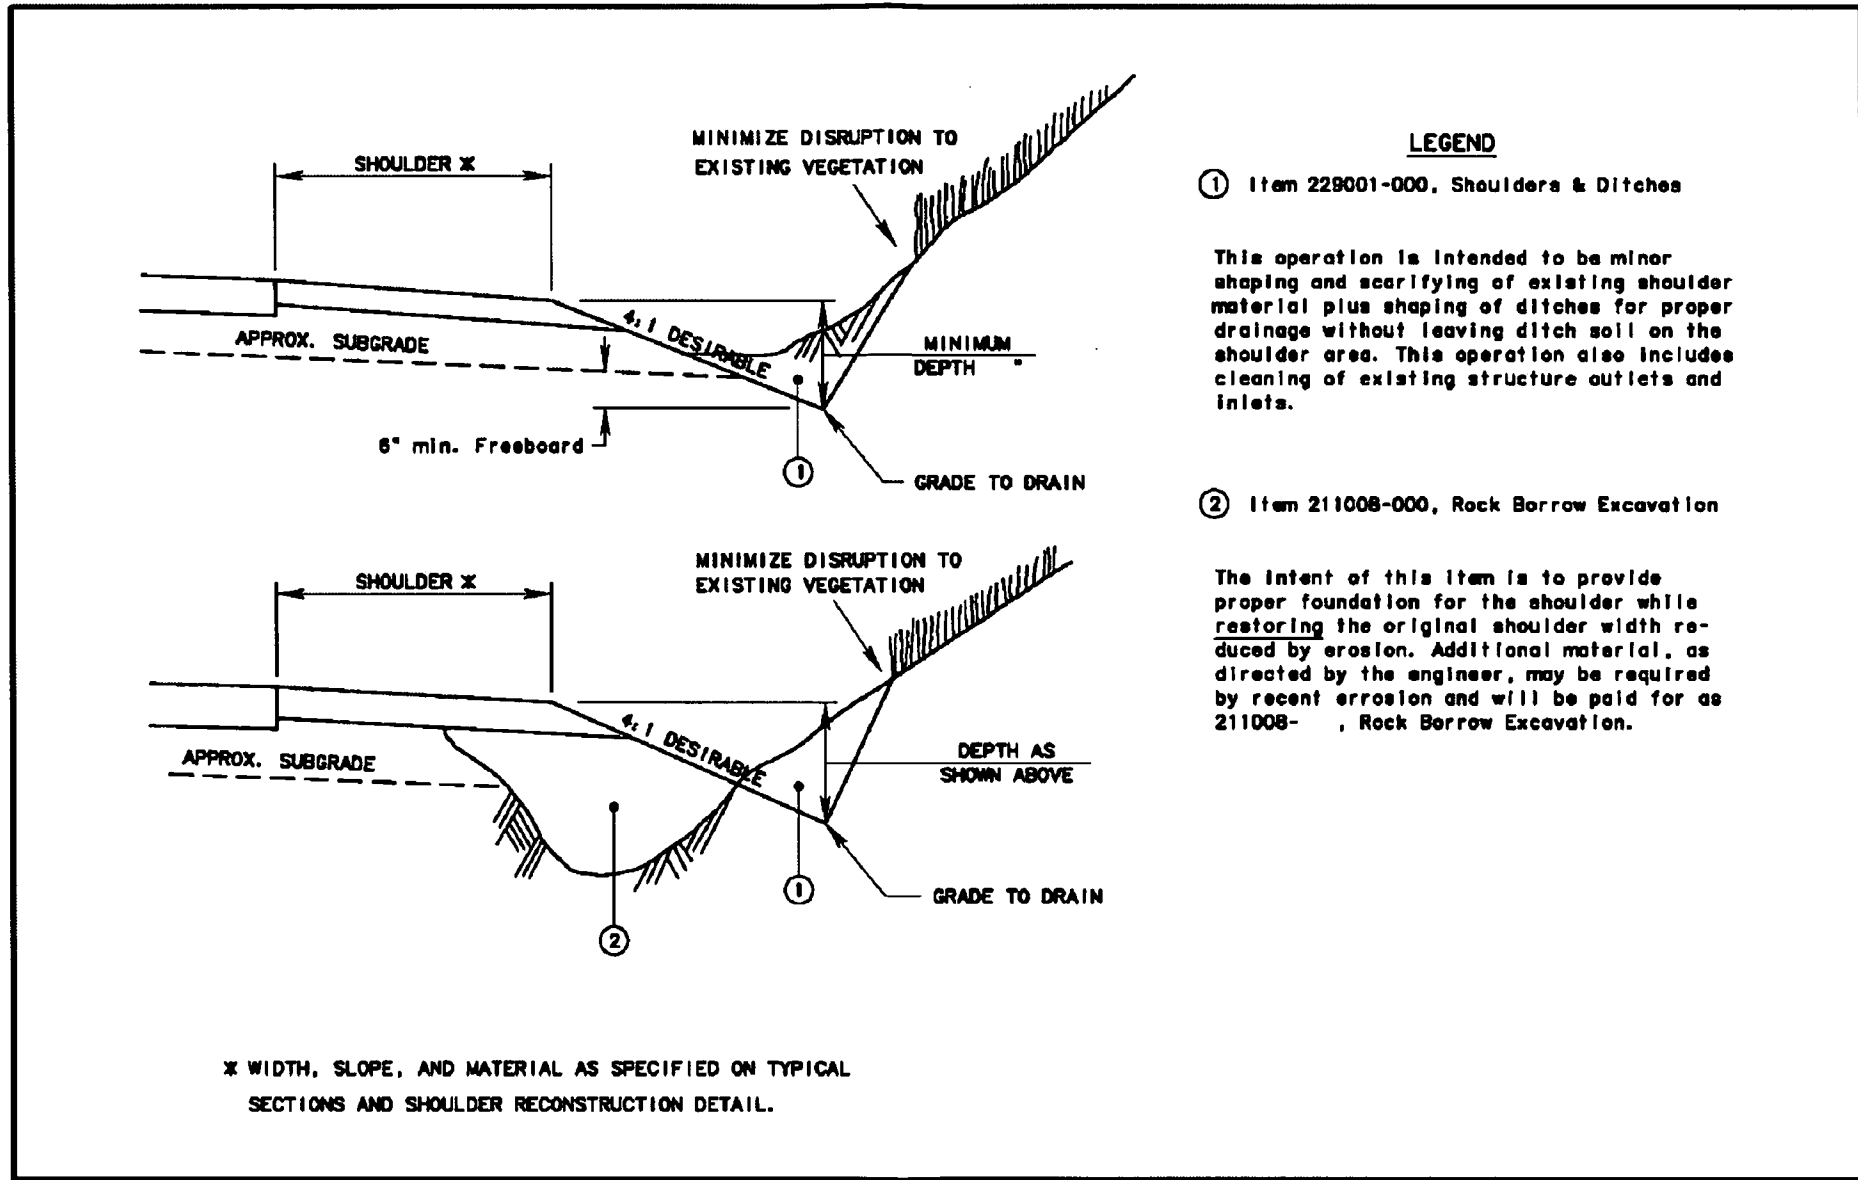 SHOULDER *
MINIMIZE DISRUPTION TO
EXISTING VEGETATION
APPROX. SUBGRADE
4:1 DESIRABLE
MINIMUM
DEPTH "
6" min. Freeboard
1
GRADE TO DRAIN
SHOULDER *
MINIMIZE DISRUPTION TO
EXISTING VEGETATION
APPROX. SUBGRADE
4:1 DESIRABLE
DEPTH AS
SHOWN ABOVE
1
GRADE TO DRAIN
2
* WIDTH, SLOPE, AND MATERIAL AS SPECIFIED ON TYPICAL
SECTIONS AND SHOULDER RECONSTRUCTION DETAIL.
LEGEND
1 Item 229001-000, Shoulders & Ditches
This operation is intended to be minor
shaping and scarifying of existing shoulder
material plus shaping of ditches for proper
drainage without leaving ditch soil on the
shoulder area. This operation also includes
cleaning of existing structure outlets and
inlets.
2 Item 211008-000, Rock Borrow Excavation
The intent of this item is to provide
proper foundation for the shoulder while
restoring the original shoulder width re-
duced by erosion. Additional material, as
directed by the engineer, may be required
by recent errosion and will be paid for as
211008-   , Rock Borrow Excavation.